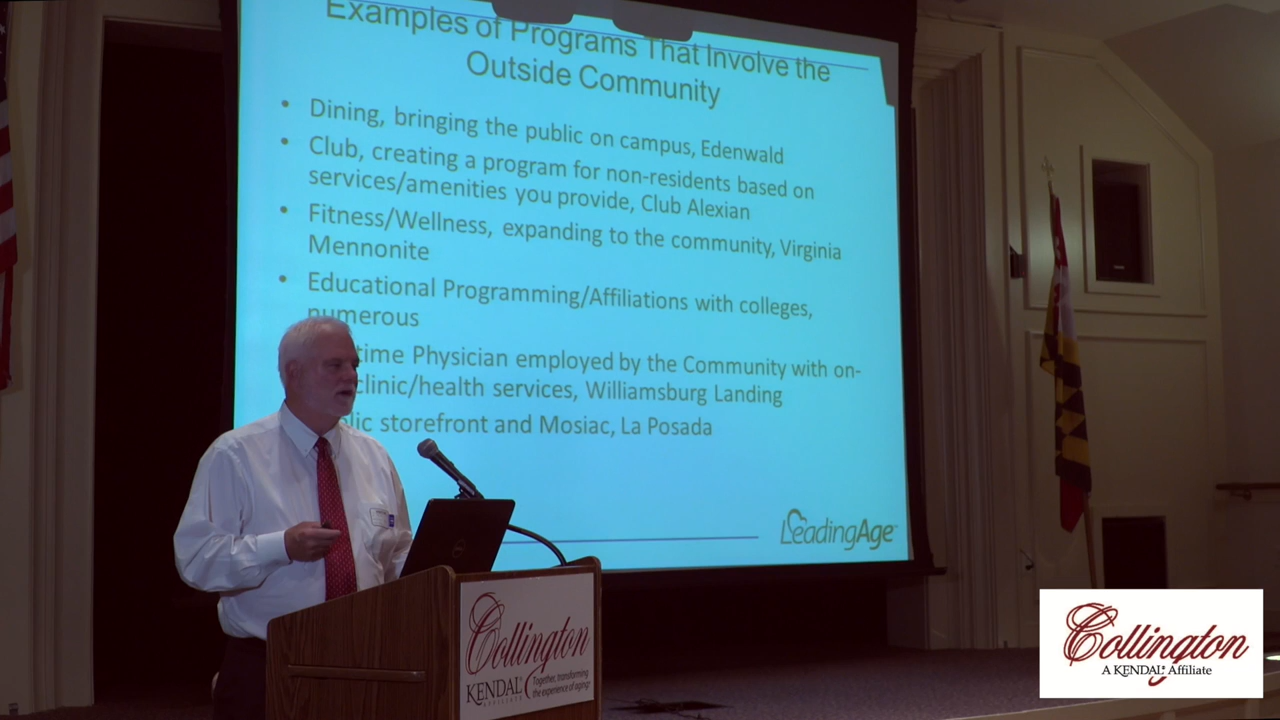 Examples of Programs That Involve the
Outside Community
• Dining, bringing the public on campus, Edenwald
• Club, creating a program for non-residents based on
services/amenities you provide, Club Alexian
• Fitness/Wellness, expanding to the community, Virginia
Mennonite
• Educational Programming/Affiliations with colleges,
numerous
time Physician employed by the Community with on-
clinic/health services, Williamsburg Landing
lic storefront and Mosiac, La Posada
LeadingAge
Collington
KENDAL
AFFILIATE
Together, transforming
the experience of aging.
Collington
A KENDAL Affiliate